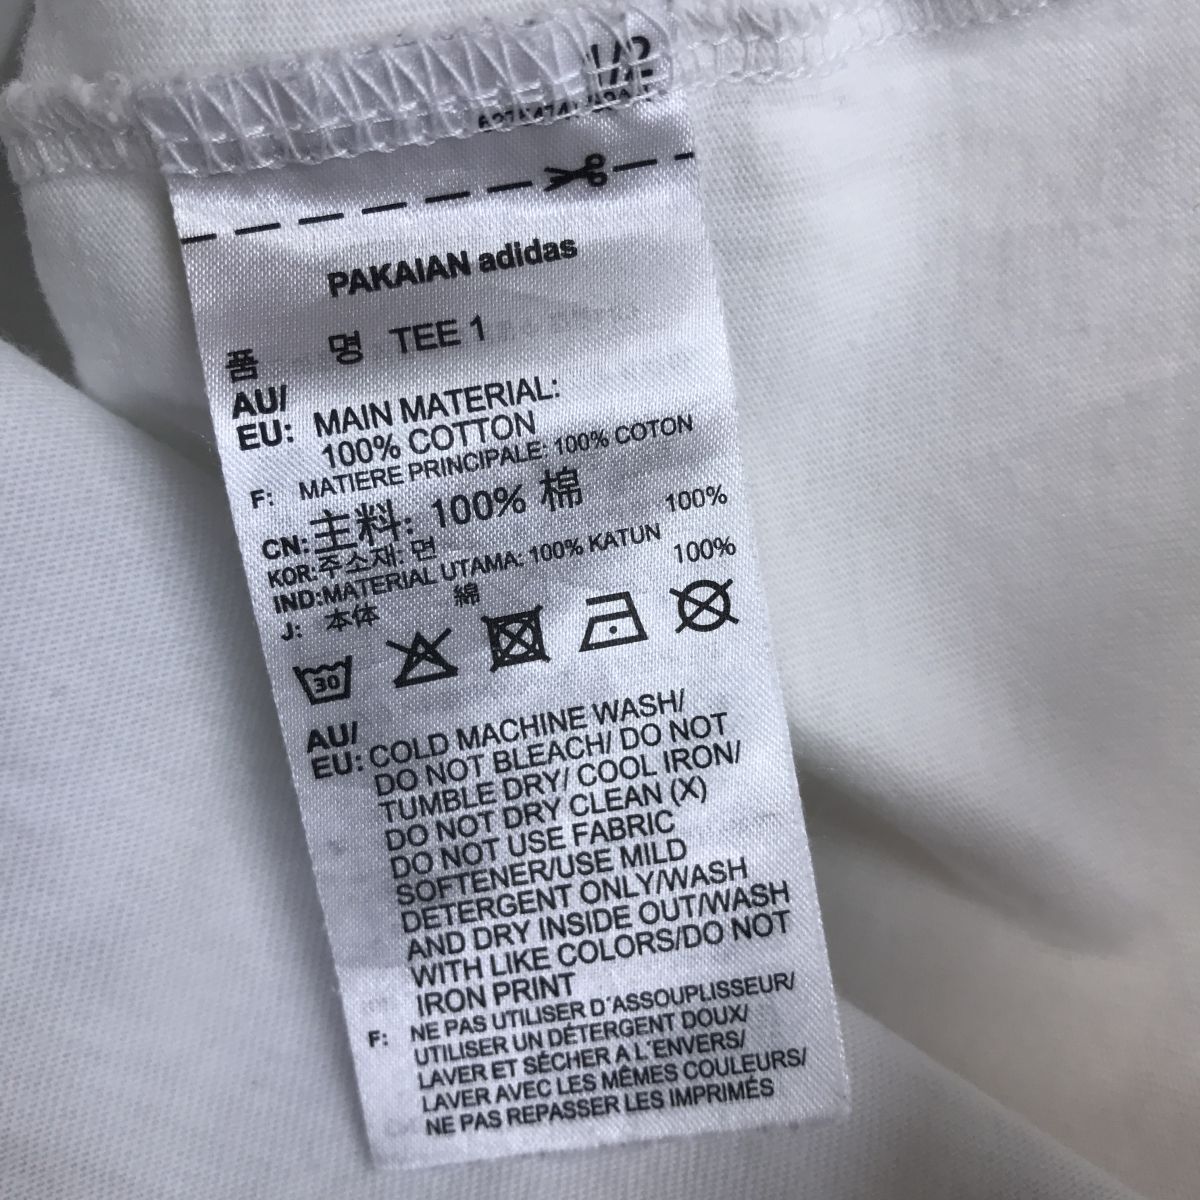 1/2
PAKAIAN adidas
품 명 TEE 1
AU/
EU: MAIN MATERIAL:
100% COTTON
F: MATIERE PRINCIPALE: 100% COTON
CN: 主料: 100% 棉
KOR: 주소재: 면 100%
IND: MATERIAL UTAMA: 100% KATUN
J: 本体 綿 100%
30
AU/
EU: COLD MACHINE WASH/
DO NOT BLEACH/ DO NOT
TUMBLE DRY/ COOL IRON/
DO NOT DRY CLEAN (X)
DO NOT USE FABRIC
SOFTENER/USE MILD
DETERGENT ONLY/WASH
AND DRY INSIDE OUT/WASH
WITH LIKE COLORS/DO NOT
IRON PRINT
F: NE PAS UTILISER D'ASSOUPLISSEUR/
UTILISER UN DÉTERGENT DOUX/
LAVER ET SÉCHER A L'ENVERS/
LAVER AVEC LES MÊMES COULEURS/
NE PAS REPASSER LES IMPRIMÉS